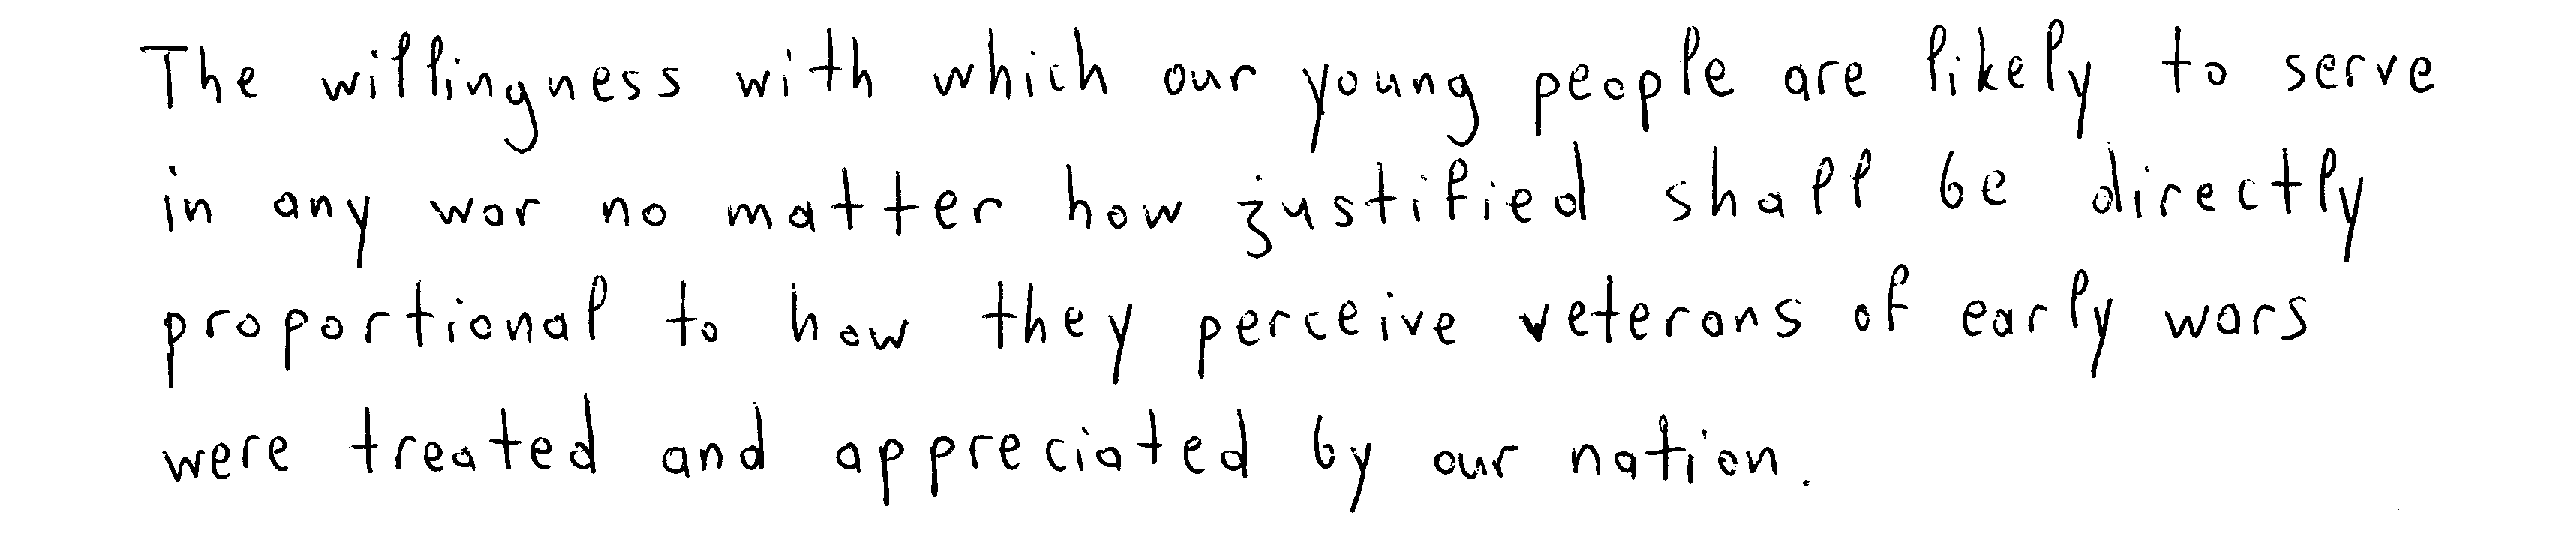 The willingness with which our young people are likely to serve
in any war no matter how justified shall be directly
proportional to how they perceive veterans of early wars
were treated and appreciated by our nation.